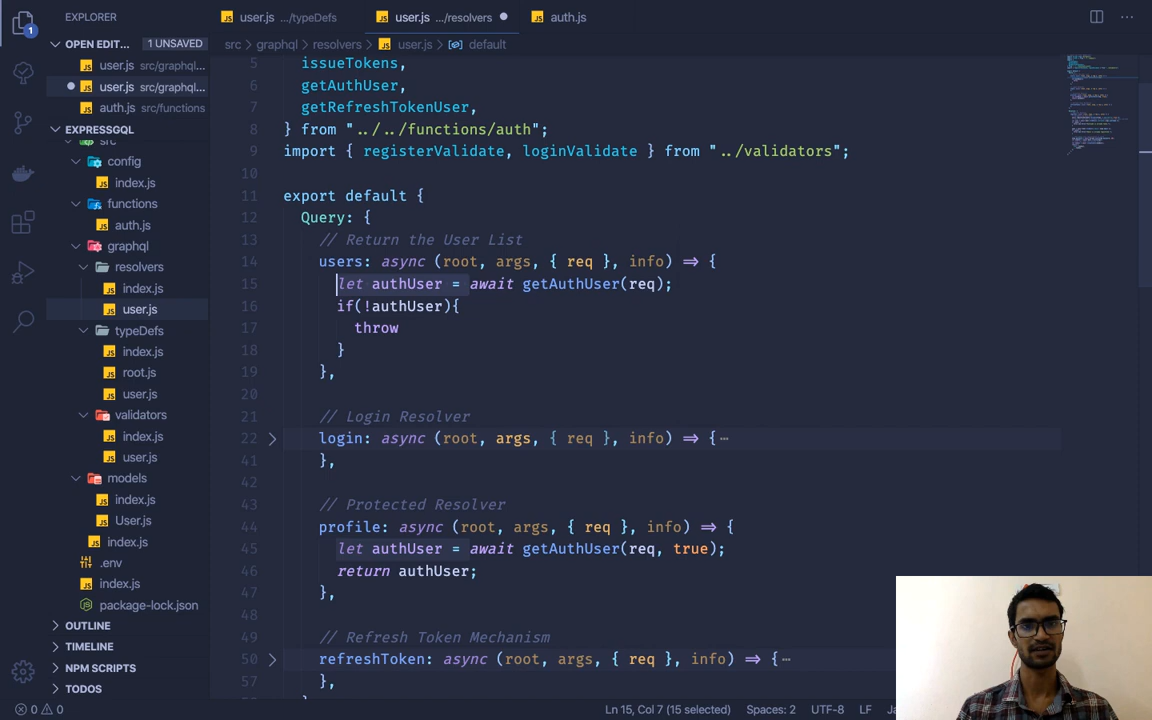 EXPLORER
user.js .../typeDefs
user.js .../resolvers
auth.js
OPEN EDIT... 1 UNSAVED
user.js src/graphql...
user.js src/graphql...
auth.js src/functions
EXPRESSGQL
src
config
index.js
functions
auth.js
graphql
resolvers
index.js
user.js
typeDefs
index.js
root.js
user.js
validators
index.js
user.js
models
index.js
User.js
index.js
.env
index.js
package-lock.json
OUTLINE
TIMELINE
NPM SCRIPTS
TODOS
1
src > graphql > resolvers > user.js > default
5 issueTokens,
6 getAuthUser,
7 getRefreshTokenUser,
8 } from "../../functions/auth";
9 import { registerValidate, loginValidate } from "../validators";
10
11 export default {
12 Query: {
13 // Return the User List
14 users: async (root, args, { req }, info) => {
15 let authUser = await getAuthUser(req);
16 if(!authUser){
17 throw
18 }
19 },
20
21 // Login Resolver
22 login: async (root, args, { req }, info) => {
41 },
42
43 // Protected Resolver
44 profile: async (root, args, { req }, info) => {
45 let authUser = await getAuthUser(req, true);
46 return authUser;
47 },
48
49 // Refresh Token Mechanism
50 refreshToken: async (root, args, { req }, info) => {
57 },
0 0
Ln 15, Col 7 (15 selected)
Spaces: 2
UTF-8
LF